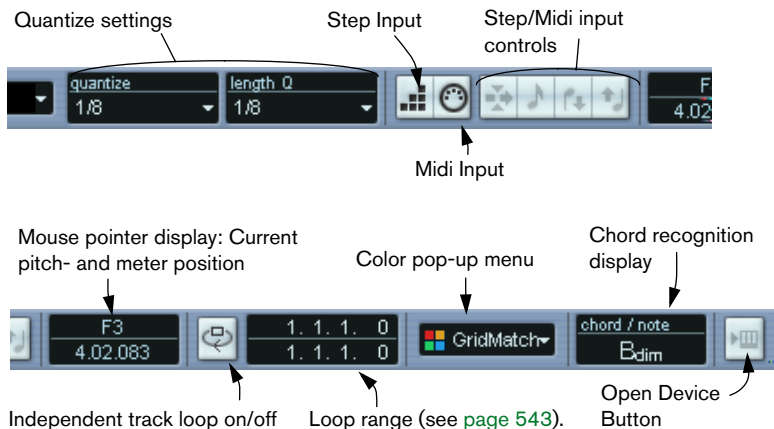 Quantize settings
Step Input
Step/Midi input
controls
quantize
length Q
1/8
1/8
F
4.02
Midi Input
Mouse pointer display: Current
pitch- and meter position
Color pop-up menu
Chord recognition
display
F3
4.02.083
1. 1. 1. 0
1. 1. 1. 0
GridMatch
chord / note
Bdim
Independent track loop on/off
Loop range (see page 543).
Open Device
Button